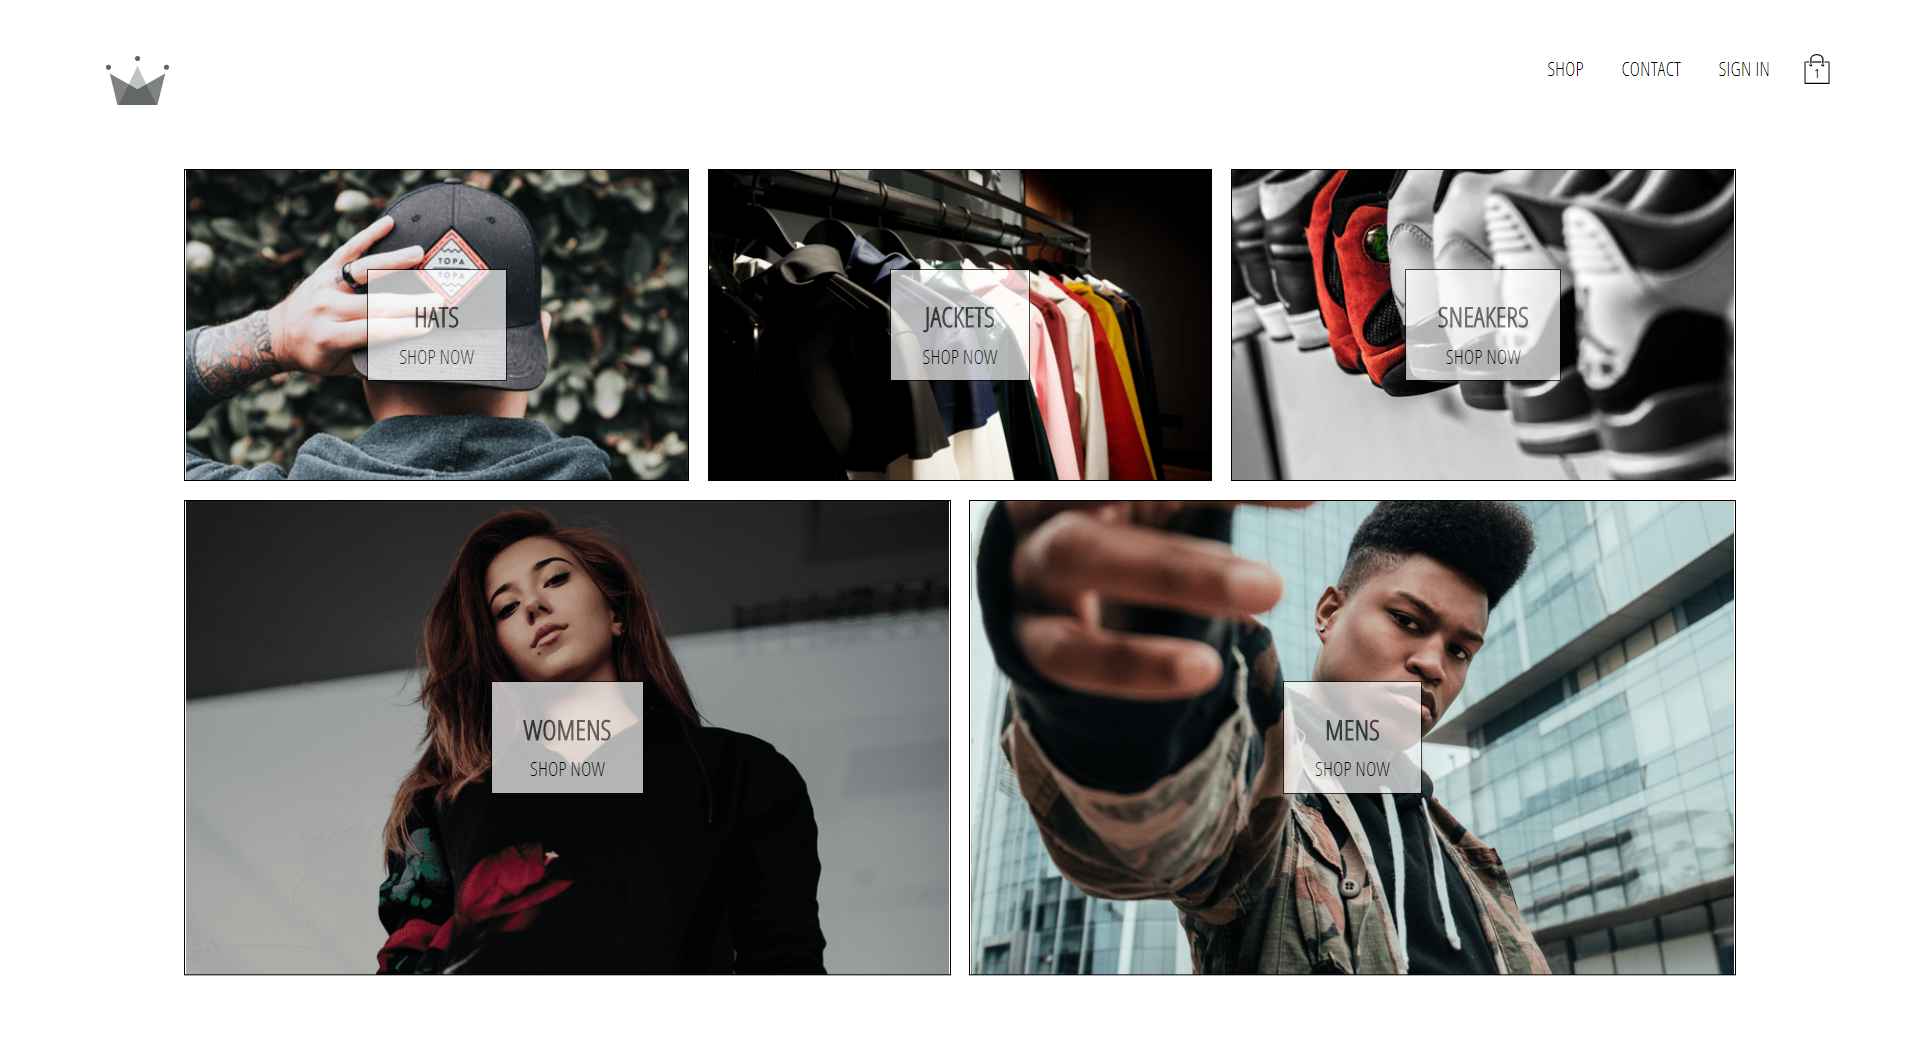 SHOP
CONTACT
SIGN IN
1
TOPA
TOPA
HATS
SHOP NOW
JACKETS
SHOP NOW
SNEAKERS
SHOP NOW
WOMENS
SHOP NOW
MENS
SHOP NOW